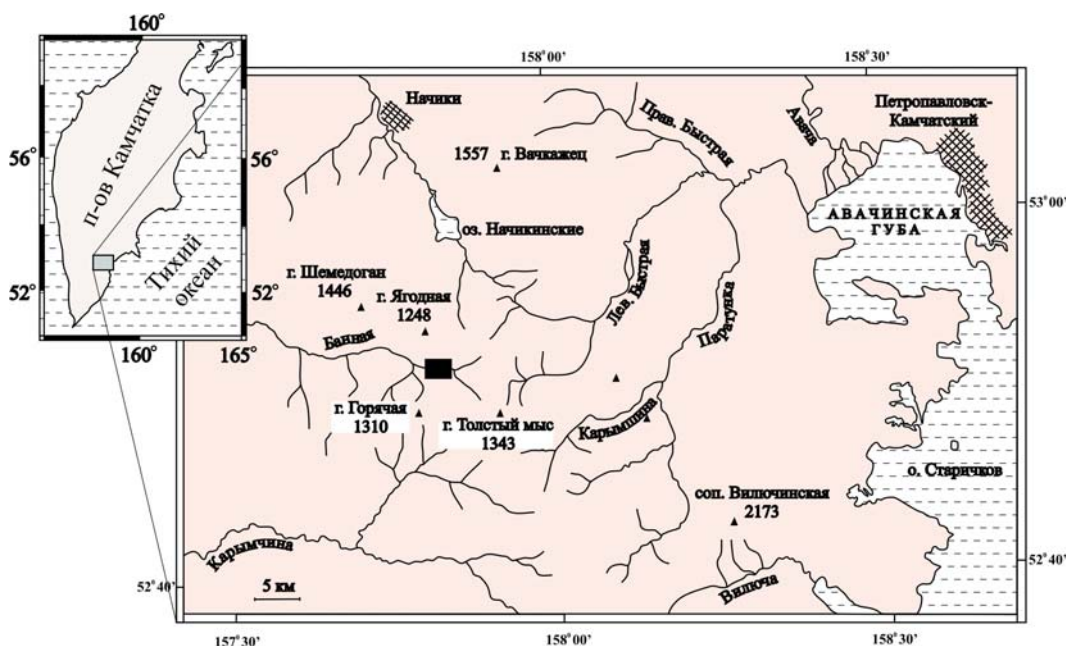 160°
158°00'
158°30'
56°
56°
52°
52°
160°
165°
п-ов Камчатка
Тихий
океан
Начики
1557 г. Вачкажец
Прав. Быстрая
Авача
Петропавловск-
Камчатский
53°00'
АВАЧИНСКАЯ
ГУБА
оз. Начикинские
г. Шемедоган
1446
г. Ягодная
1248
Лев. Быстрая
Паратунка
Банная
г. Горячая
1310
г. Толстый мыс
1343
Карымшина
о. Старичков
соп. Вилючинская
2173
Карымчина
Вилюча
5 км
52°40'
52°40'
157°30'
158°00'
158°30'